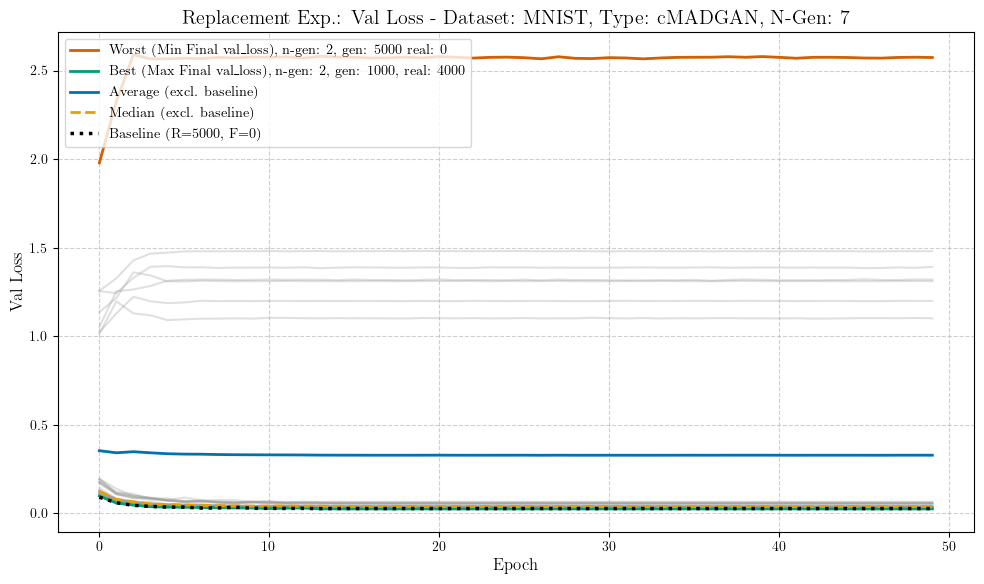 Replacement Exp.: Val Loss - Dataset: MNIST, Type: cMADGAN, N-Gen: 7
Worst (Min Final val_loss), n-gen: 2, gen: 5000 real: 0
Best (Max Final val_loss), n-gen: 2, gen: 1000, real: 4000
Average (excl. baseline)
Median (excl. baseline)
Baseline (R=5000, F=0)
Val Loss
2.5
2.0
1.5
1.0
0.5
0.0
0 10 20 30 40 50
Epoch